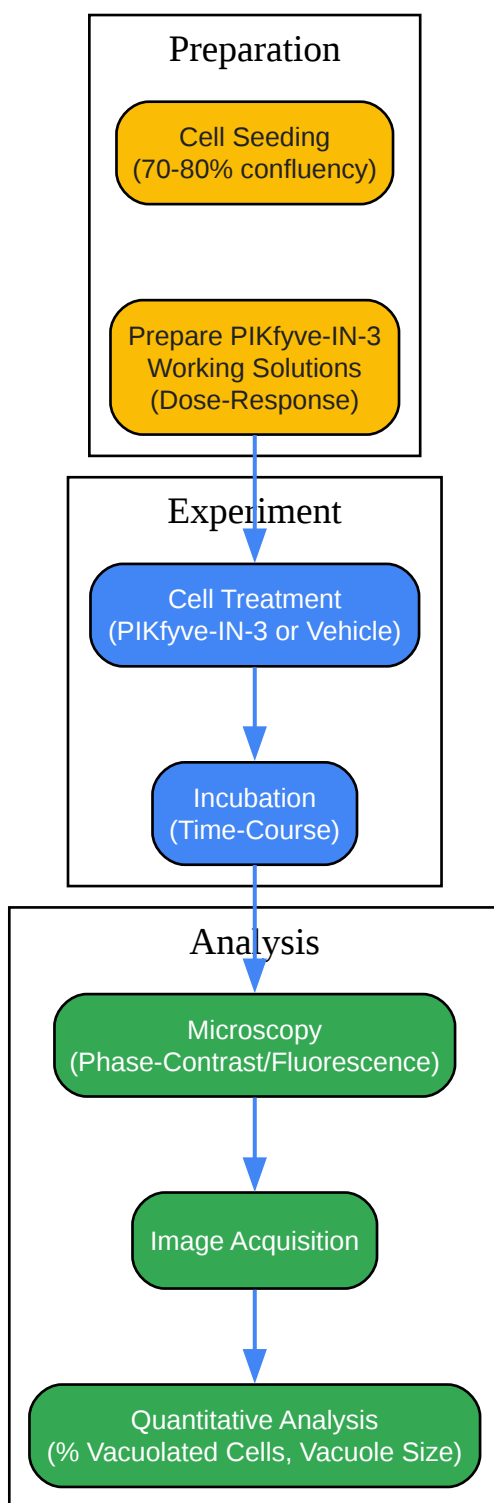 Preparation
Cell Seeding
(70-80% confluency)
Prepare PIKfyve-IN-3
Working Solutions
(Dose-Response)
Experiment
Cell Treatment
(PIKfyve-IN-3 or Vehicle)
Incubation
(Time-Course)
Analysis
Microscopy
(Phase-Contrast/Fluorescence)
Image Acquisition
Quantitative Analysis
(% Vacuolated Cells, Vacuole Size)